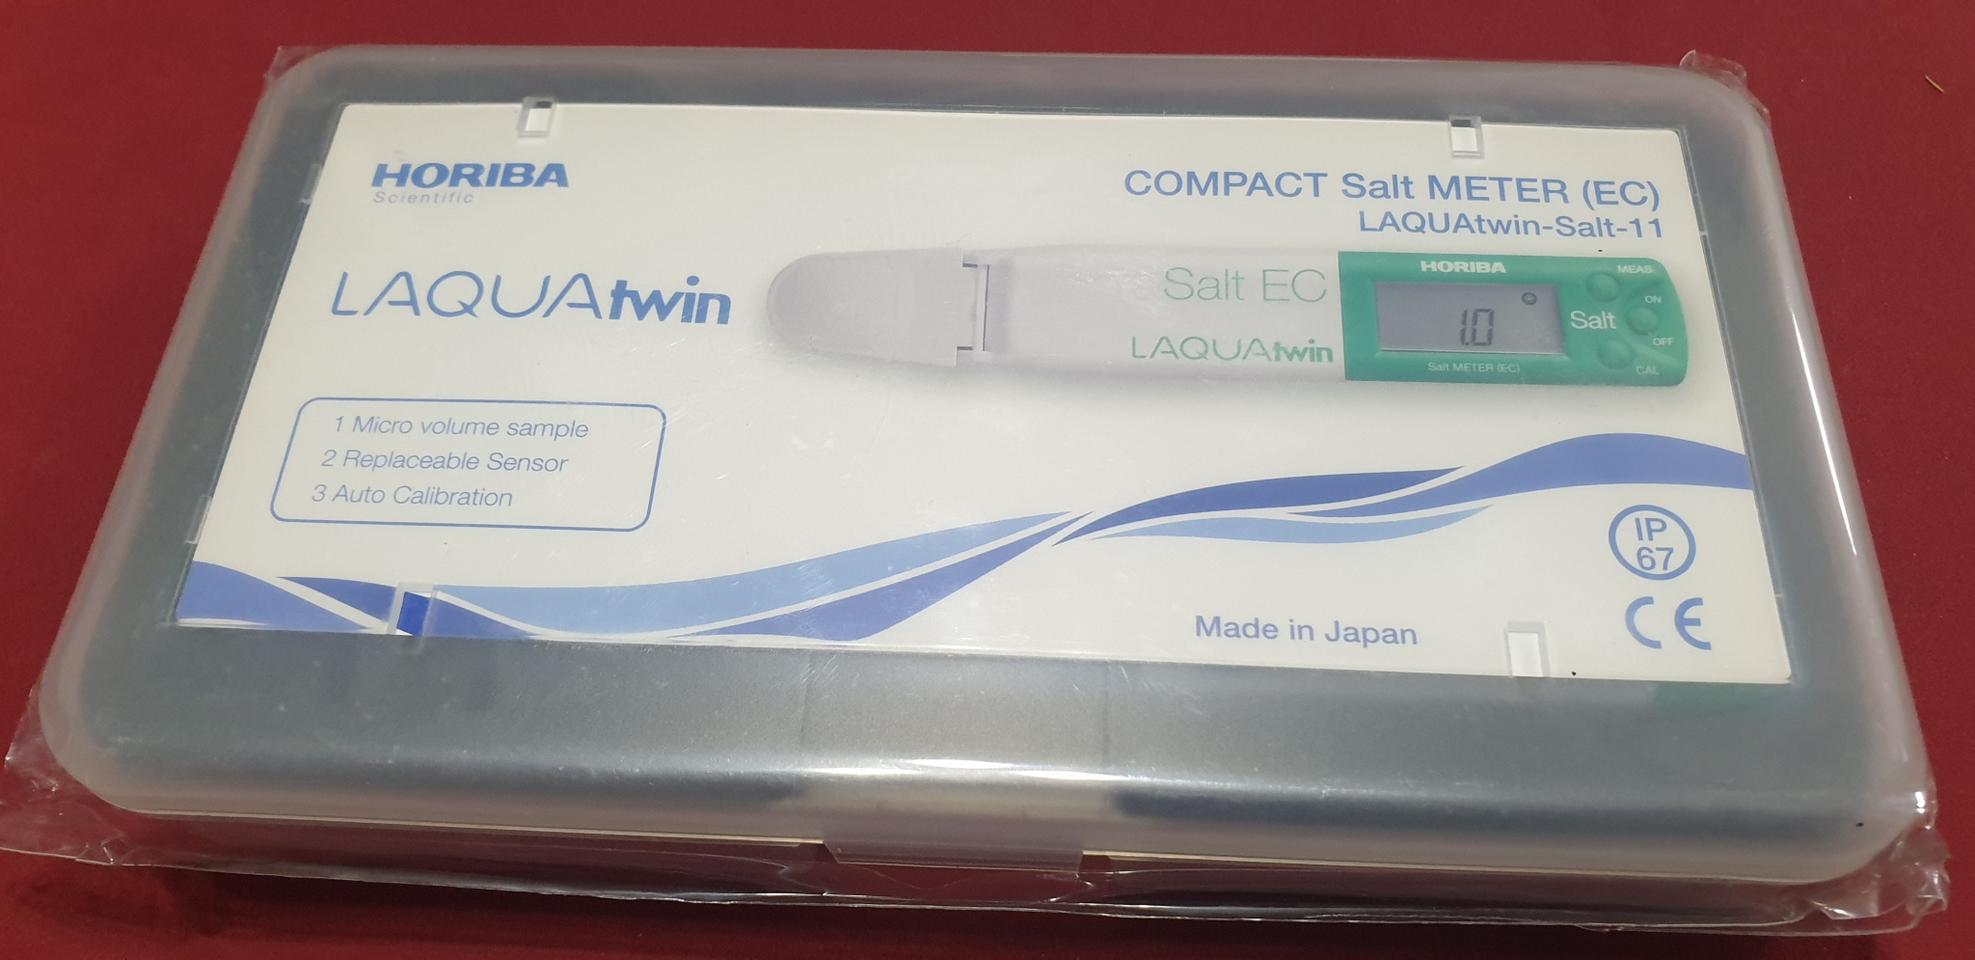 HORIBA
Scientific
COMPACT Salt METER (EC)
LAQUAtwin-Salt-11
LAQUAtwin
Salt EC
LAQUAtwin
HORIBA
1.0
Salt METER (EC)
MEAS
ON
Salt
OFF
CAL
1 Micro volume sample
2 Replaceable Sensor
3 Auto Calibration
IP
67
CE
Made in Japan